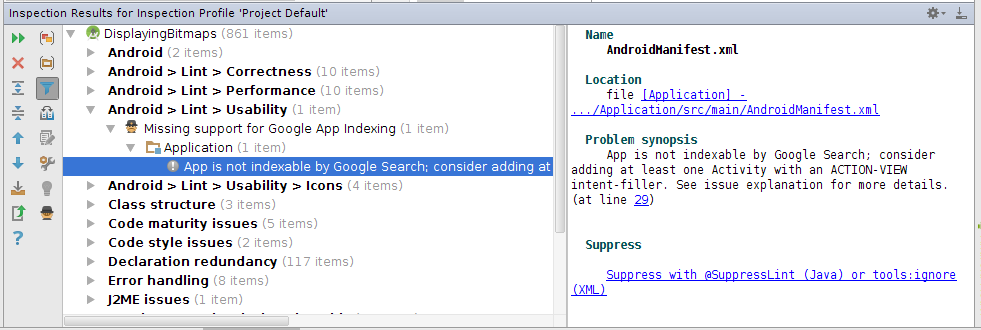 Inspection Results for Inspection Profile 'Project Default'
DisplayingBitmaps (861 items)
Android (2 items)
Android > Lint > Correctness (10 items)
Android > Lint > Performance (10 items)
Android > Lint > Usability (1 item)
Missing support for Google App Indexing (1 item)
Application (1 item)
App is not indexable by Google Search; consider adding at
Android > Lint > Usability > Icons (4 items)
Class structure (3 items)
Code maturity issues (5 items)
Code style issues (2 items)
Declaration redundancy (117 items)
Error handling (8 items)
J2ME issues (1 item)
Name
AndroidManifest.xml
Location
file [Application] -
.../Application/src/main/AndroidManifest.xml
Problem synopsis
App is not indexable by Google Search; consider
adding at least one Activity with an ACTION-VIEW
intent-filler. See issue explanation for more details.
(at line 29)
Suppress
Suppress with @SuppressLint (Java) or tools:ignore
(XML)